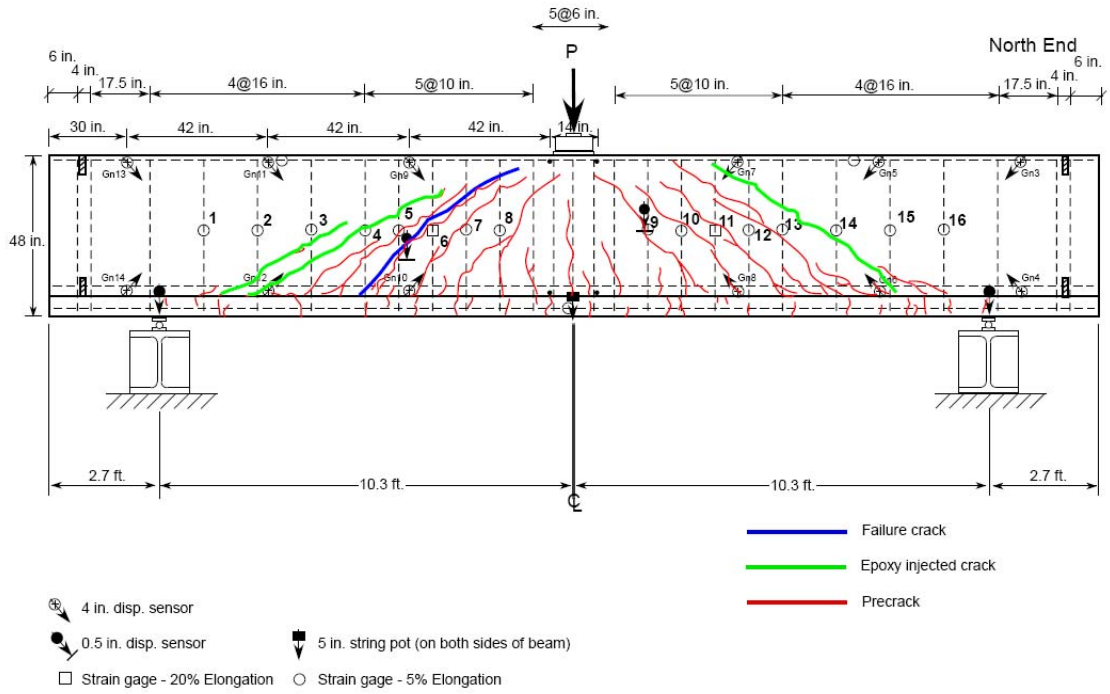 5@6 in.
P
North End
6 in.
4 in.
17.5 in.
4@16 in.
5@10 in.
5@10 in.
4@16 in.
17.5 in.
4 in.
6 in.
30 in.
42 in.
42 in.
42 in.
14 in.
Gn13
Gn11
Gn9
Gn7
Gn5
Gn3
48 in.
1
2
3
4
5
6
7
8
9
10
11
12
13
14
15
16
Gn14
Gn12
Gn10
Gn8
Gn4
2.7 ft.
10.3 ft.
10.3 ft.
2.7 ft.
CL
Failure crack
Epoxy injected crack
Precrack
4 in. disp. sensor
0.5 in. disp. sensor
5 in. string pot (on both sides of beam)
Strain gage - 20% Elongation
Strain gage - 5% Elongation